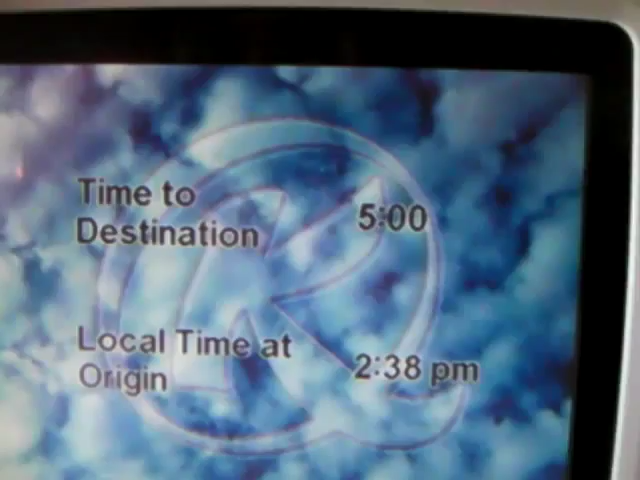 Time to
Destination
5:00
Local Time at
Origin
2:38 pm